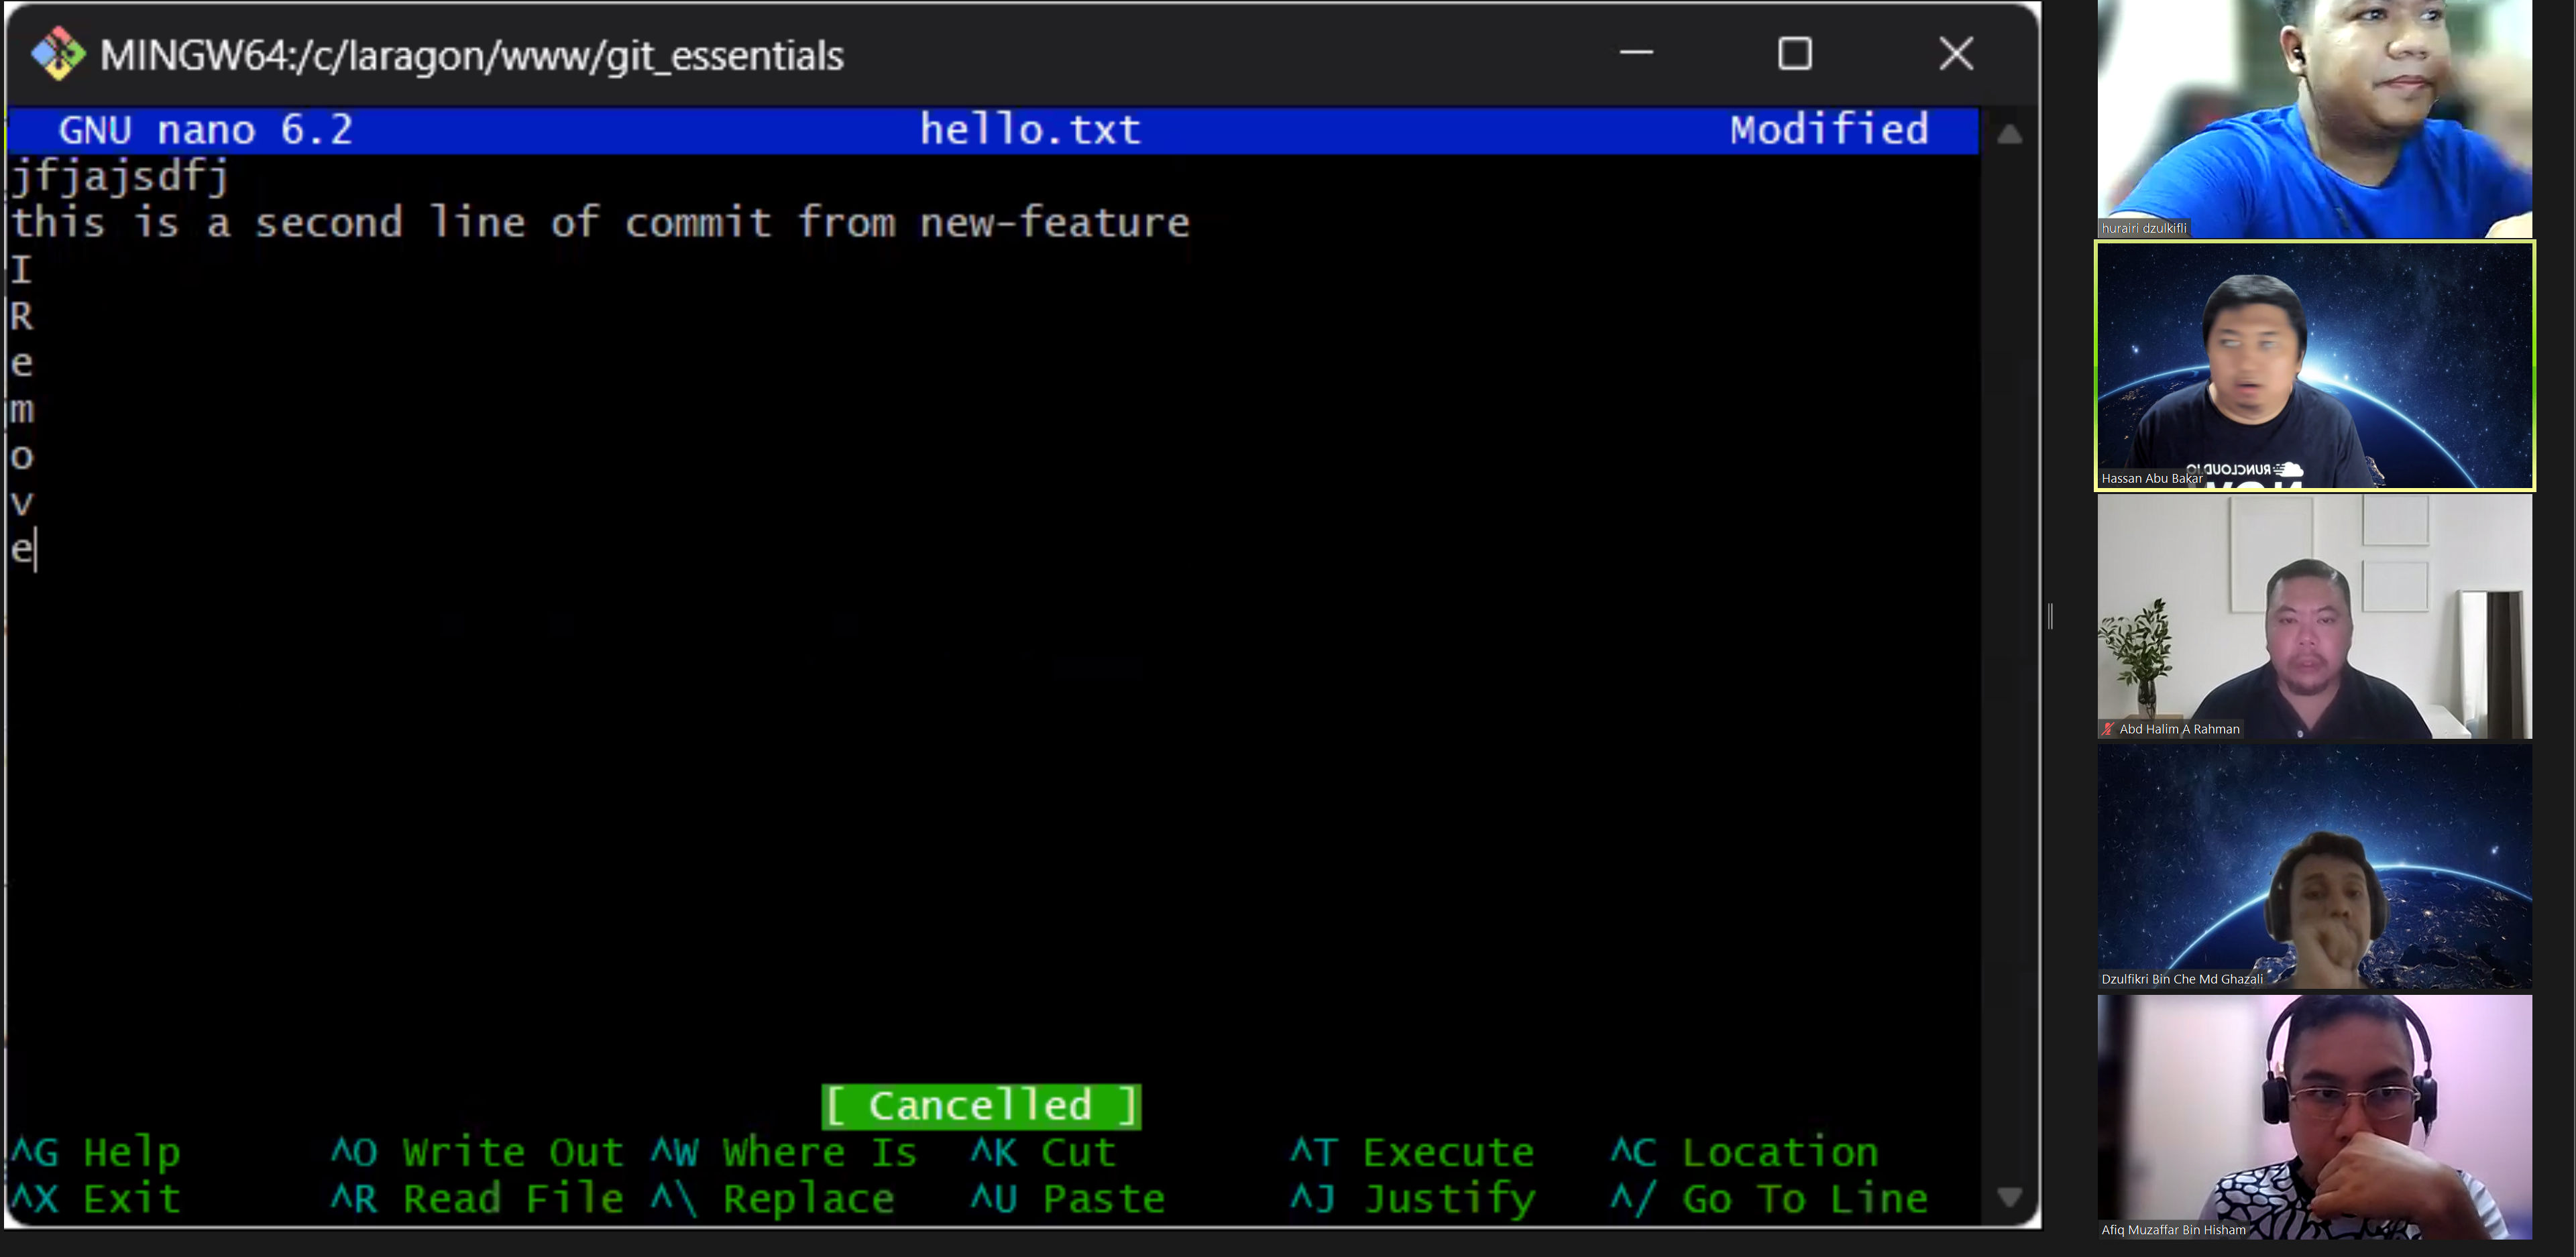 MINGW64:/c/laragon/www/git_essentials
GNU nano 6.2 hello.txt Modified
jfjajsdfj
this is a second line of commit from new-feature
I
R
e
m
o
v
e
[ Cancelled ]
^G Help ^O Write Out ^W Where Is ^K Cut ^T Execute ^C Location
^X Exit ^R Read File ^\ Replace ^U Paste ^J Justify ^/ Go To Line
hurairi dzulkifli
RUNCLOUD.IO
Hassan Abu Bakar
Abd Halim A Rahman
Dzulfikri Bin Che Md Ghazali
Afiq Muzaffar Bin Hisham